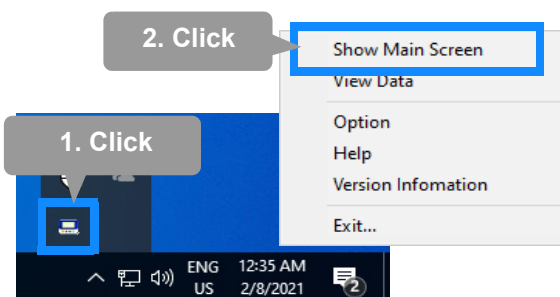 2. Click
Show Main Screen
View Data
Option
Help
Version Infomation
Exit...
1. Click
ENG
US
12:35 AM
2/8/2021
2